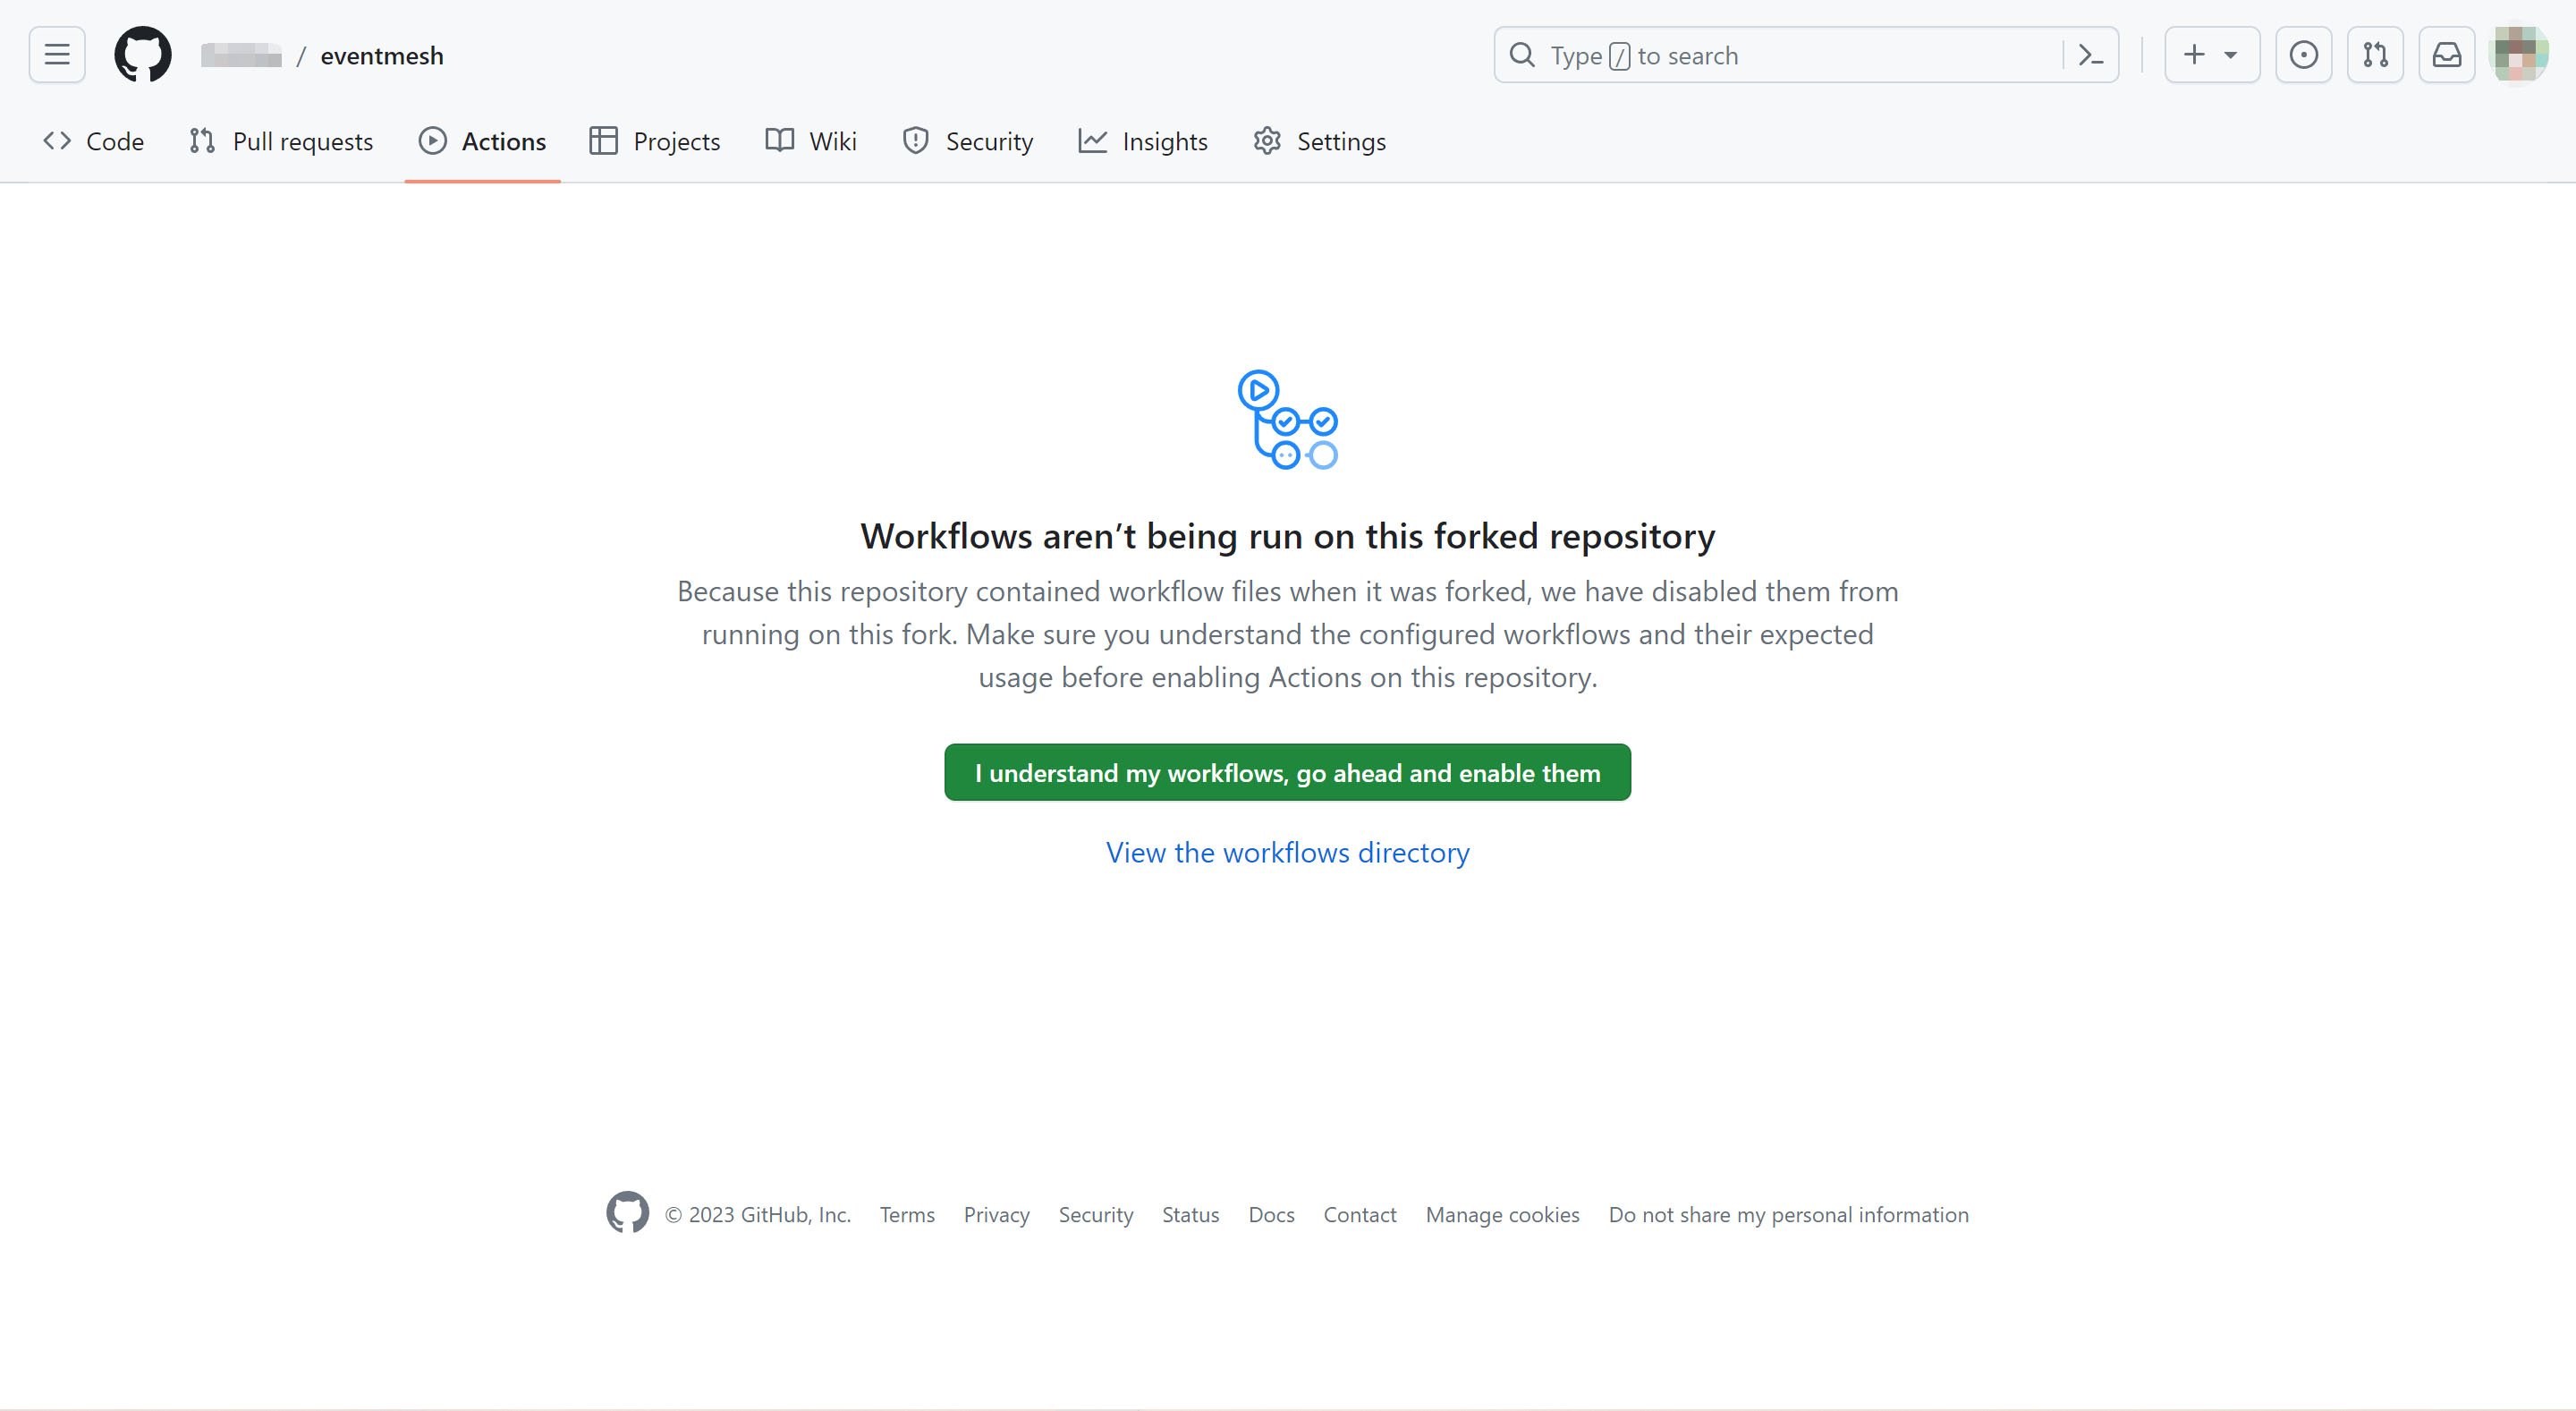 / eventmesh
Type / to search
Code Pull requests Actions Projects Wiki Security Insights Settings
Workflows aren’t being run on this forked repository
Because this repository contained workflow files when it was forked, we have disabled them from
running on this fork. Make sure you understand the configured workflows and their expected
usage before enabling Actions on this repository.
I understand my workflows, go ahead and enable them
View the workflows directory
© 2023 GitHub, Inc. Terms Privacy Security Status Docs Contact Manage cookies Do not share my personal information